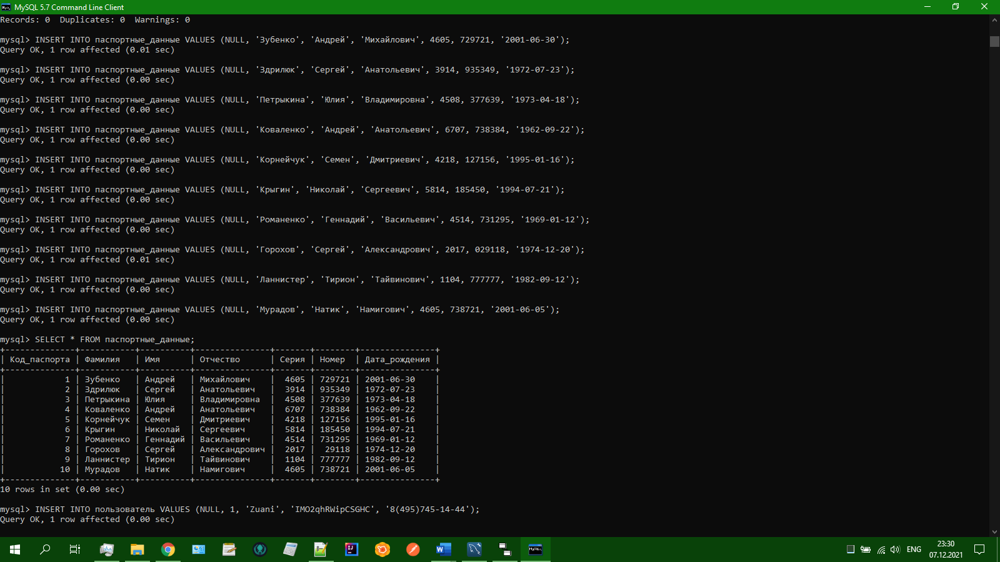 MySQL 5.7 Command Line Client
Records: 0  Duplicates: 0  Warnings: 0
mysql> INSERT INTO паспортные_данные VALUES (NULL, 'Зубенко', 'Андрей', 'Михайлович', 4605, 729721, '2001-06-30');
Query OK, 1 row affected (0.01 sec)
mysql> INSERT INTO паспортные_данные VALUES (NULL, 'Здрилюк', 'Сергей', 'Анатольевич', 3914, 935349, '1972-07-23');
Query OK, 1 row affected (0.00 sec)
mysql> INSERT INTO паспортные_данные VALUES (NULL, 'Петрыкина', 'Юлия', 'Владимировна', 4508, 377639, '1973-04-18');
Query OK, 1 row affected (0.00 sec)
mysql> INSERT INTO паспортные_данные VALUES (NULL, 'Коваленко', 'Андрей', 'Анатольевич', 6707, 738384, '1962-09-22');
Query OK, 1 row affected (0.00 sec)
mysql> INSERT INTO паспортные_данные VALUES (NULL, 'Корнейчук', 'Семен', 'Дмитриевич', 4218, 127156, '1995-01-16');
Query OK, 1 row affected (0.00 sec)
mysql> INSERT INTO паспортные_данные VALUES (NULL, 'Крыгин', 'Николай', 'Сергеевич', 5814, 185450, '1994-07-21');
Query OK, 1 row affected (0.00 sec)
mysql> INSERT INTO паспортные_данные VALUES (NULL, 'Романенко', 'Геннадий', 'Васильевич', 4514, 731295, '1969-01-12');
Query OK, 1 row affected (0.00 sec)
mysql> INSERT INTO паспортные_данные VALUES (NULL, 'Горохов', 'Сергей', 'Александрович', 2017, 029118, '1974-12-20');
Query OK, 1 row affected (0.01 sec)
mysql> INSERT INTO паспортные_данные VALUES (NULL, 'Ланнистер', 'Тирион', 'Тайвинович', 1104, 777777, '1982-09-12');
Query OK, 1 row affected (0.00 sec)
mysql> INSERT INTO паспортные_данные VALUES (NULL, 'Мурадов', 'Натик', 'Намигович', 4605, 738721, '2001-06-05');
Query OK, 1 row affected (0.00 sec)
mysql> SELECT * FROM паспортные_данные;
+--------------+-----------+----------+---------------+-------+--------+---------------+
| Код_паспорта | Фамилия   | Имя      | Отчество      | Серия | Номер  | Дата_рождения |
+--------------+-----------+----------+---------------+-------+--------+---------------+
|            1 | Зубенко   | Андрей   | Михайлович    |  4605 | 729721 | 2001-06-30    |
|            2 | Здрилюк   | Сергей   | Анатольевич   |  3914 | 935349 | 1972-07-23    |
|            3 | Петрыкина | Юлия     | Владимировна  |  4508 | 377639 | 1973-04-18    |
|            4 | Коваленко | Андрей   | Анатольевич   |  6707 | 738384 | 1962-09-22    |
|            5 | Корнейчук | Семен    | Дмитриевич    |  4218 | 127156 | 1995-01-16    |
|            6 | Крыгин    | Николай  | Сергеевич     |  5814 | 185450 | 1994-07-21    |
|            7 | Романенко | Геннадий | Васильевич    |  4514 | 731295 | 1969-01-12    |
|            8 | Горохов   | Сергей   | Александрович |  2017 |  29118 | 1974-12-20    |
|            9 | Ланнистер | Тирион   | Тайвинович    |  1104 | 777777 | 1982-09-12    |
|           10 | Мурадов   | Натик    | Намигович     |  4605 | 738721 | 2001-06-05    |
+--------------+-----------+----------+---------------+-------+--------+---------------+
10 rows in set (0.00 sec)
mysql> INSERT INTO пользователь VALUES (NULL, 1, 'Zuani', 'IMO2qhRWipCSGHC', '8(495)745-14-44');
Query OK, 1 row affected (0.00 sec)
ENG
23:30
07.12.2021